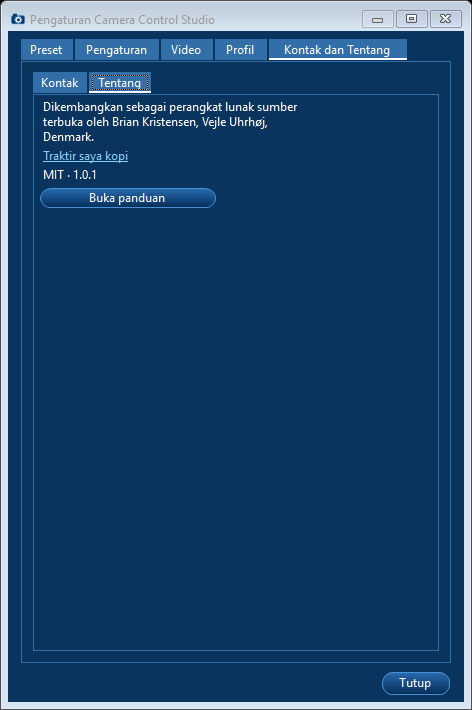 Pengaturan Camera Control Studio
Preset
Pengaturan
Video
Profil
Kontak dan Tentang
Kontak
Tentang
Dikembangkan sebagai perangkat lunak sumber
terbuka oleh Brian Kristensen, Vejle Uhrhøj,
Denmark.
Traktir saya kopi
MIT · 1.0.1
Buka panduan
Tutup